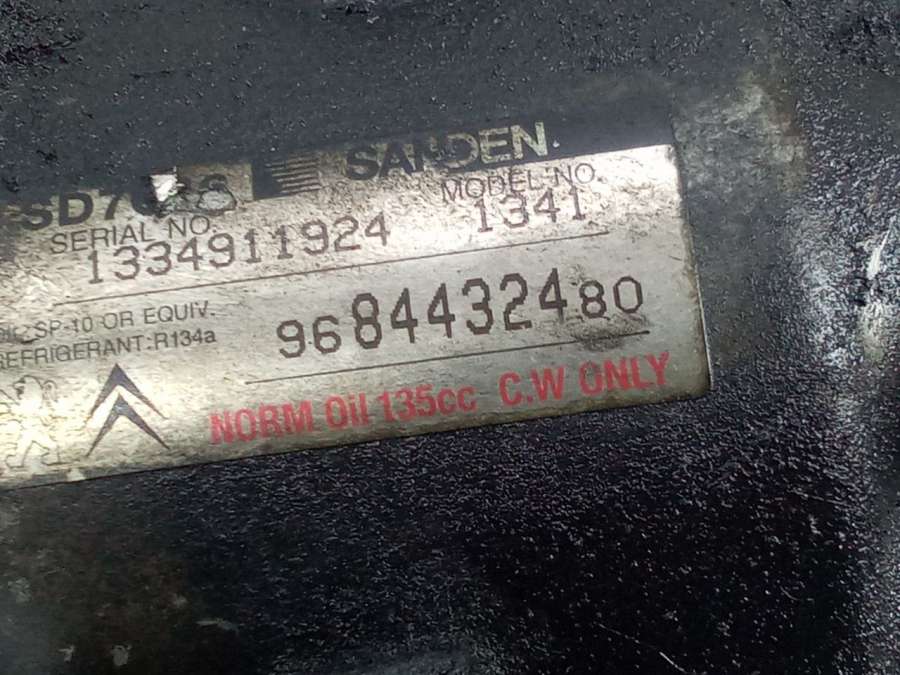 SANDEN
SERIAL NO.
MODEL NO.
1334911924
1341
SP-10 OR EQUIV.
REFRIGERANT:R134a
9684432480
NORM Oil 135cc C.W ONLY